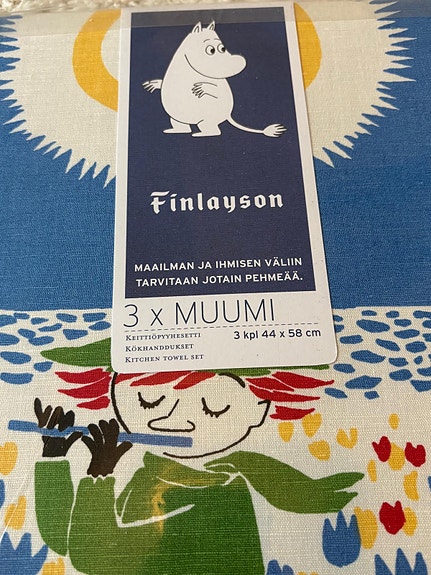 Finlayson
MAAILMAN JA IHMISEN VÄLIIN
TARVITAAN JOTAIN PEHMEÄÄ.
3 x MUUMI
KEITTIÖPYYHESETTI 3 kpl 44 x 58 cm
KÖKHANDDUKSET
KITCHEN TOWEL SET